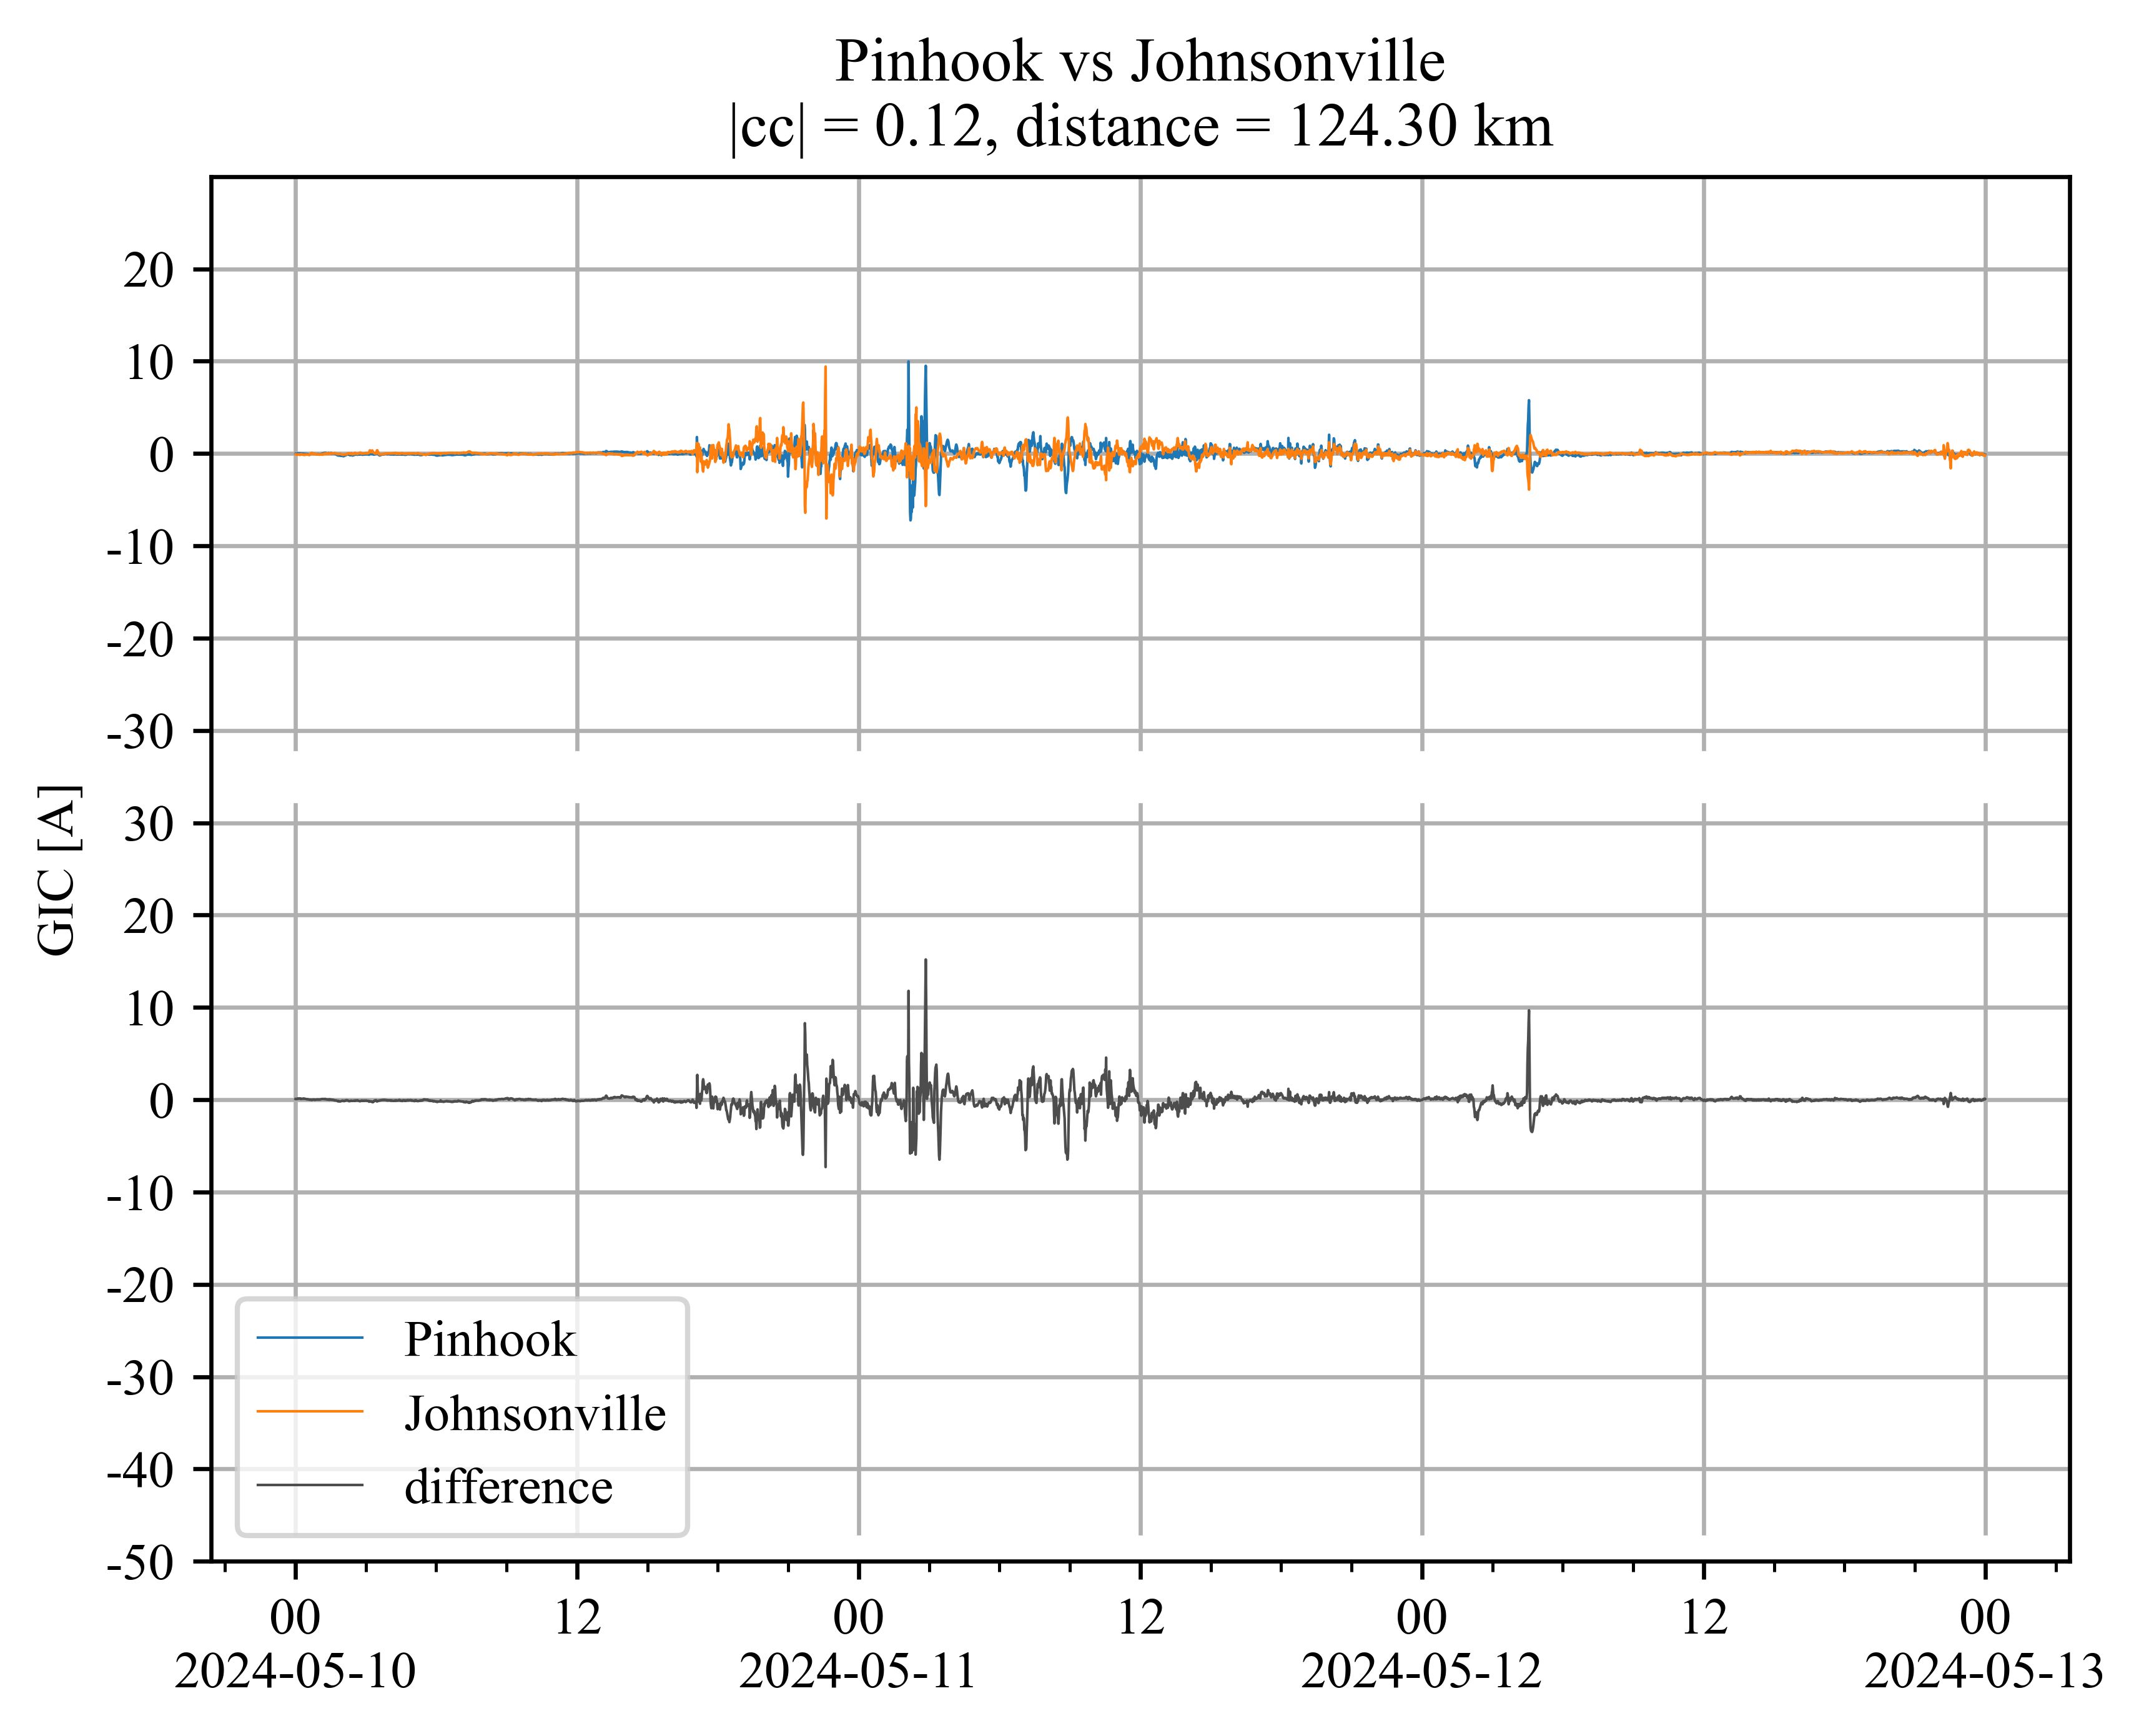 Pinhook vs Johnsonville
|cc| = 0.12, distance = 124.30 km
20
10
0
-10
-20
-30
GIC [A]
30
20
10
0
-10
-20
-30
-40
-50
Pinhook
Johnsonville
difference
00 12 00 12 00 12 00
2024-05-10 2024-05-11 2024-05-12 2024-05-13